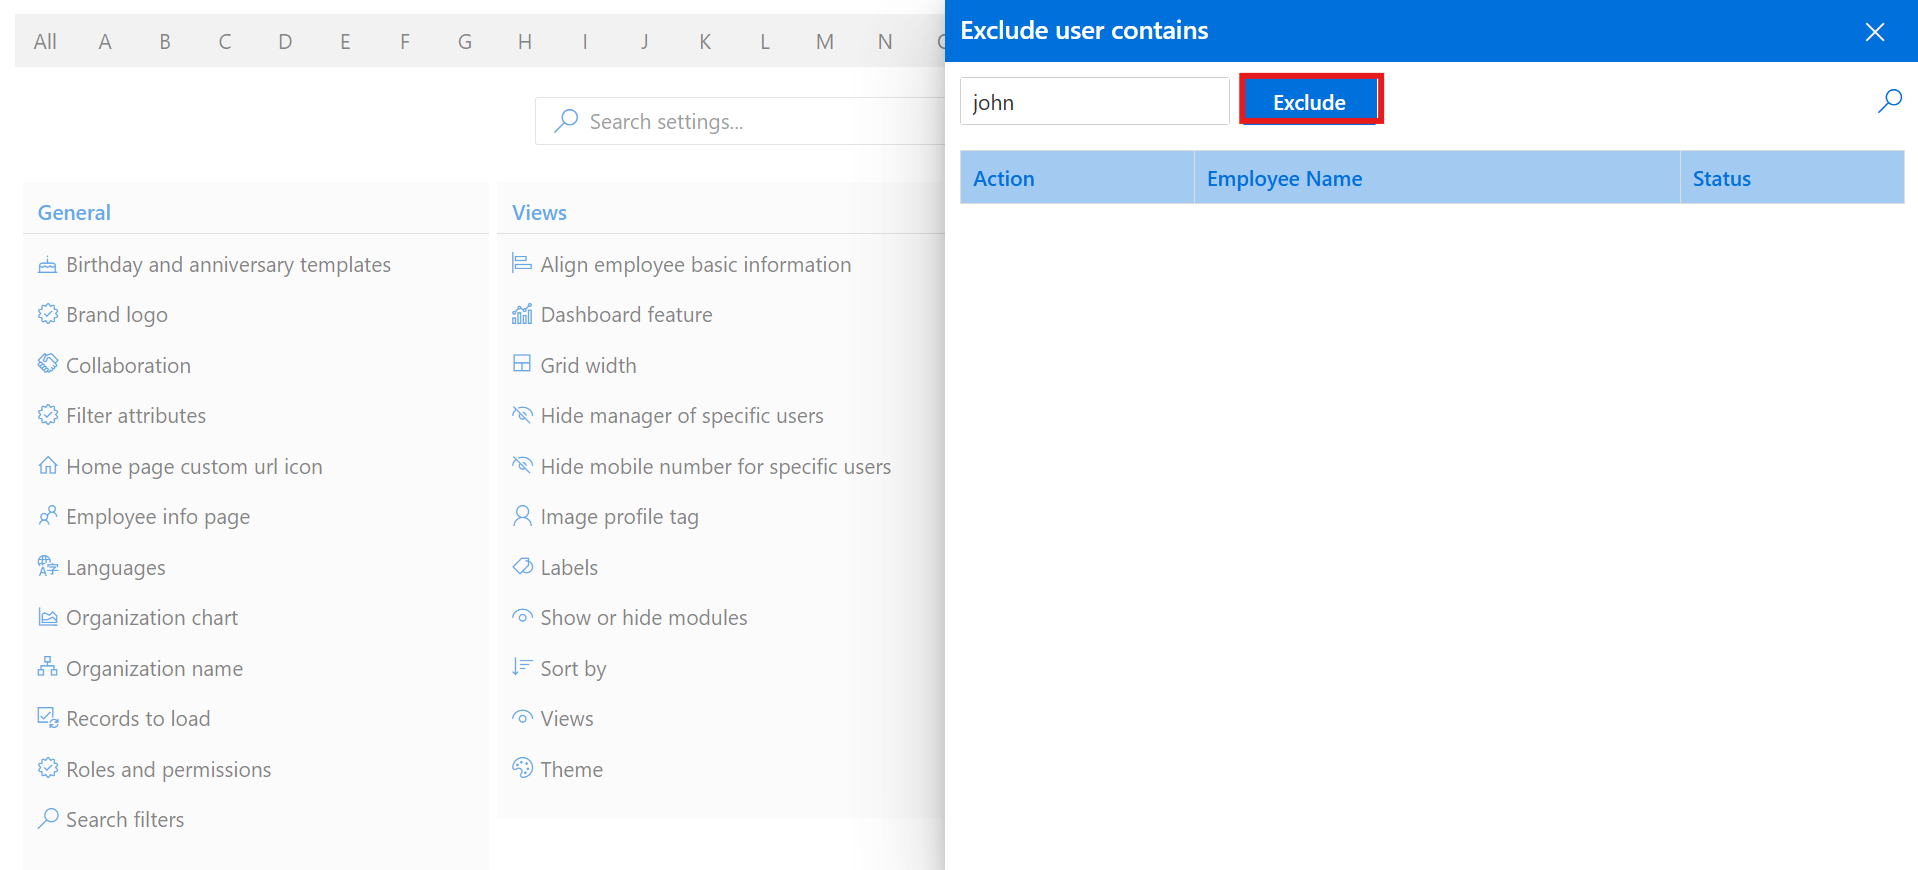 All A B C D E F G H I J K L M N
Search settings...
General
Birthday and anniversary templates
Brand logo
Collaboration
Filter attributes
Home page custom url icon
Employee info page
Languages
Organization chart
Organization name
Records to load
Roles and permissions
Search filters
Views
Align employee basic information
Dashboard feature
Grid width
Hide manager of specific users
Hide mobile number for specific users
Image profile tag
Labels
Show or hide modules
Sort by
Views
Theme
Exclude user contains
john Exclude
Action Employee Name Status